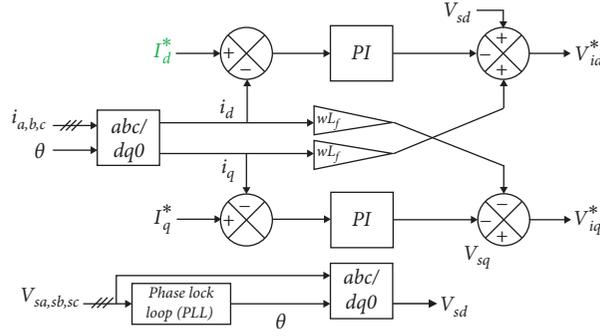 V_sd
I_d^*
+
−
PI
+
−
+
V_id^*
i_a,b,c
θ
abc/
dq0
i_d
wL_f
wL_f
i_q
I_q^*
+
−
PI
−
−
+
V_iq^*
V_sq
V_sa,sb,sc
Phase lock
loop (PLL)
θ
abc/
dq0
V_sd